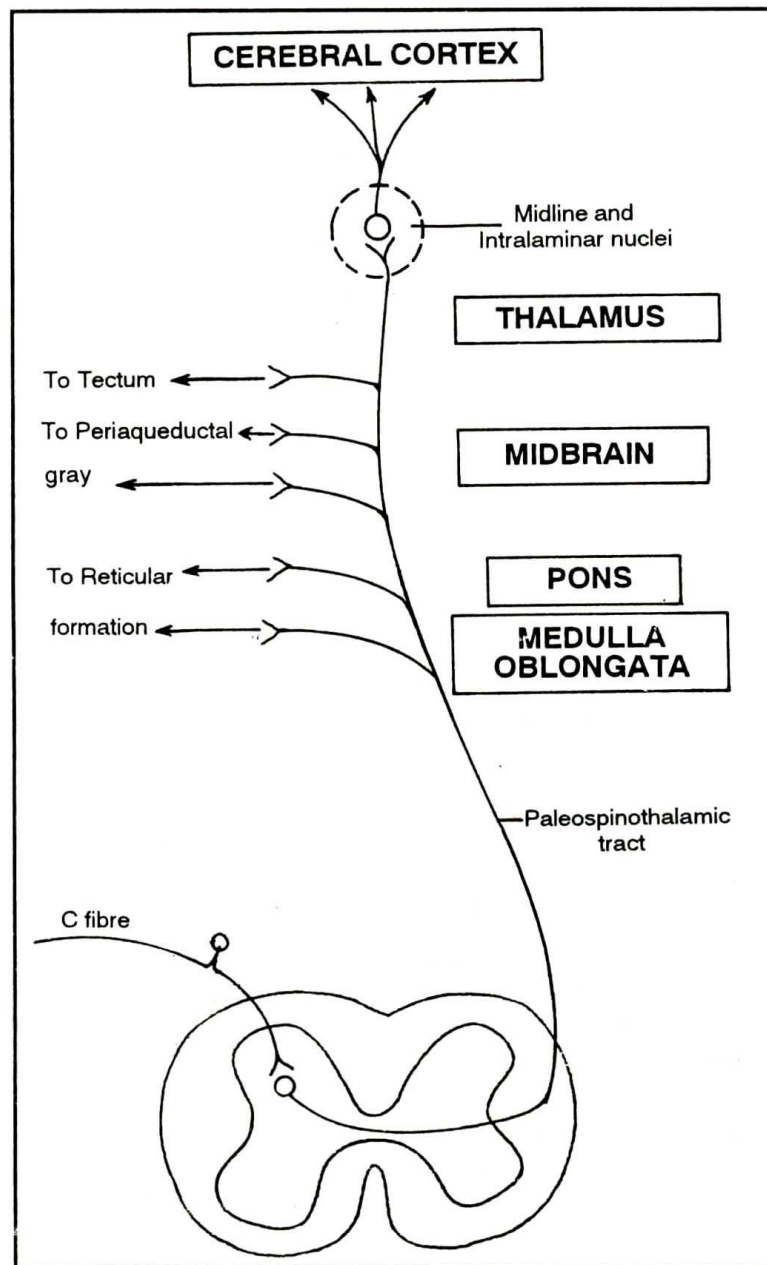 CEREBRAL CORTEX
Midline and
Intralaminar nuclei
THALAMUS
To Tectum
To Periaqueductal
gray
MIDBRAIN
To Reticular
formation
PONS
MEDULLA
OBLONGATA
Paleospinothalamic
tract
C fibre